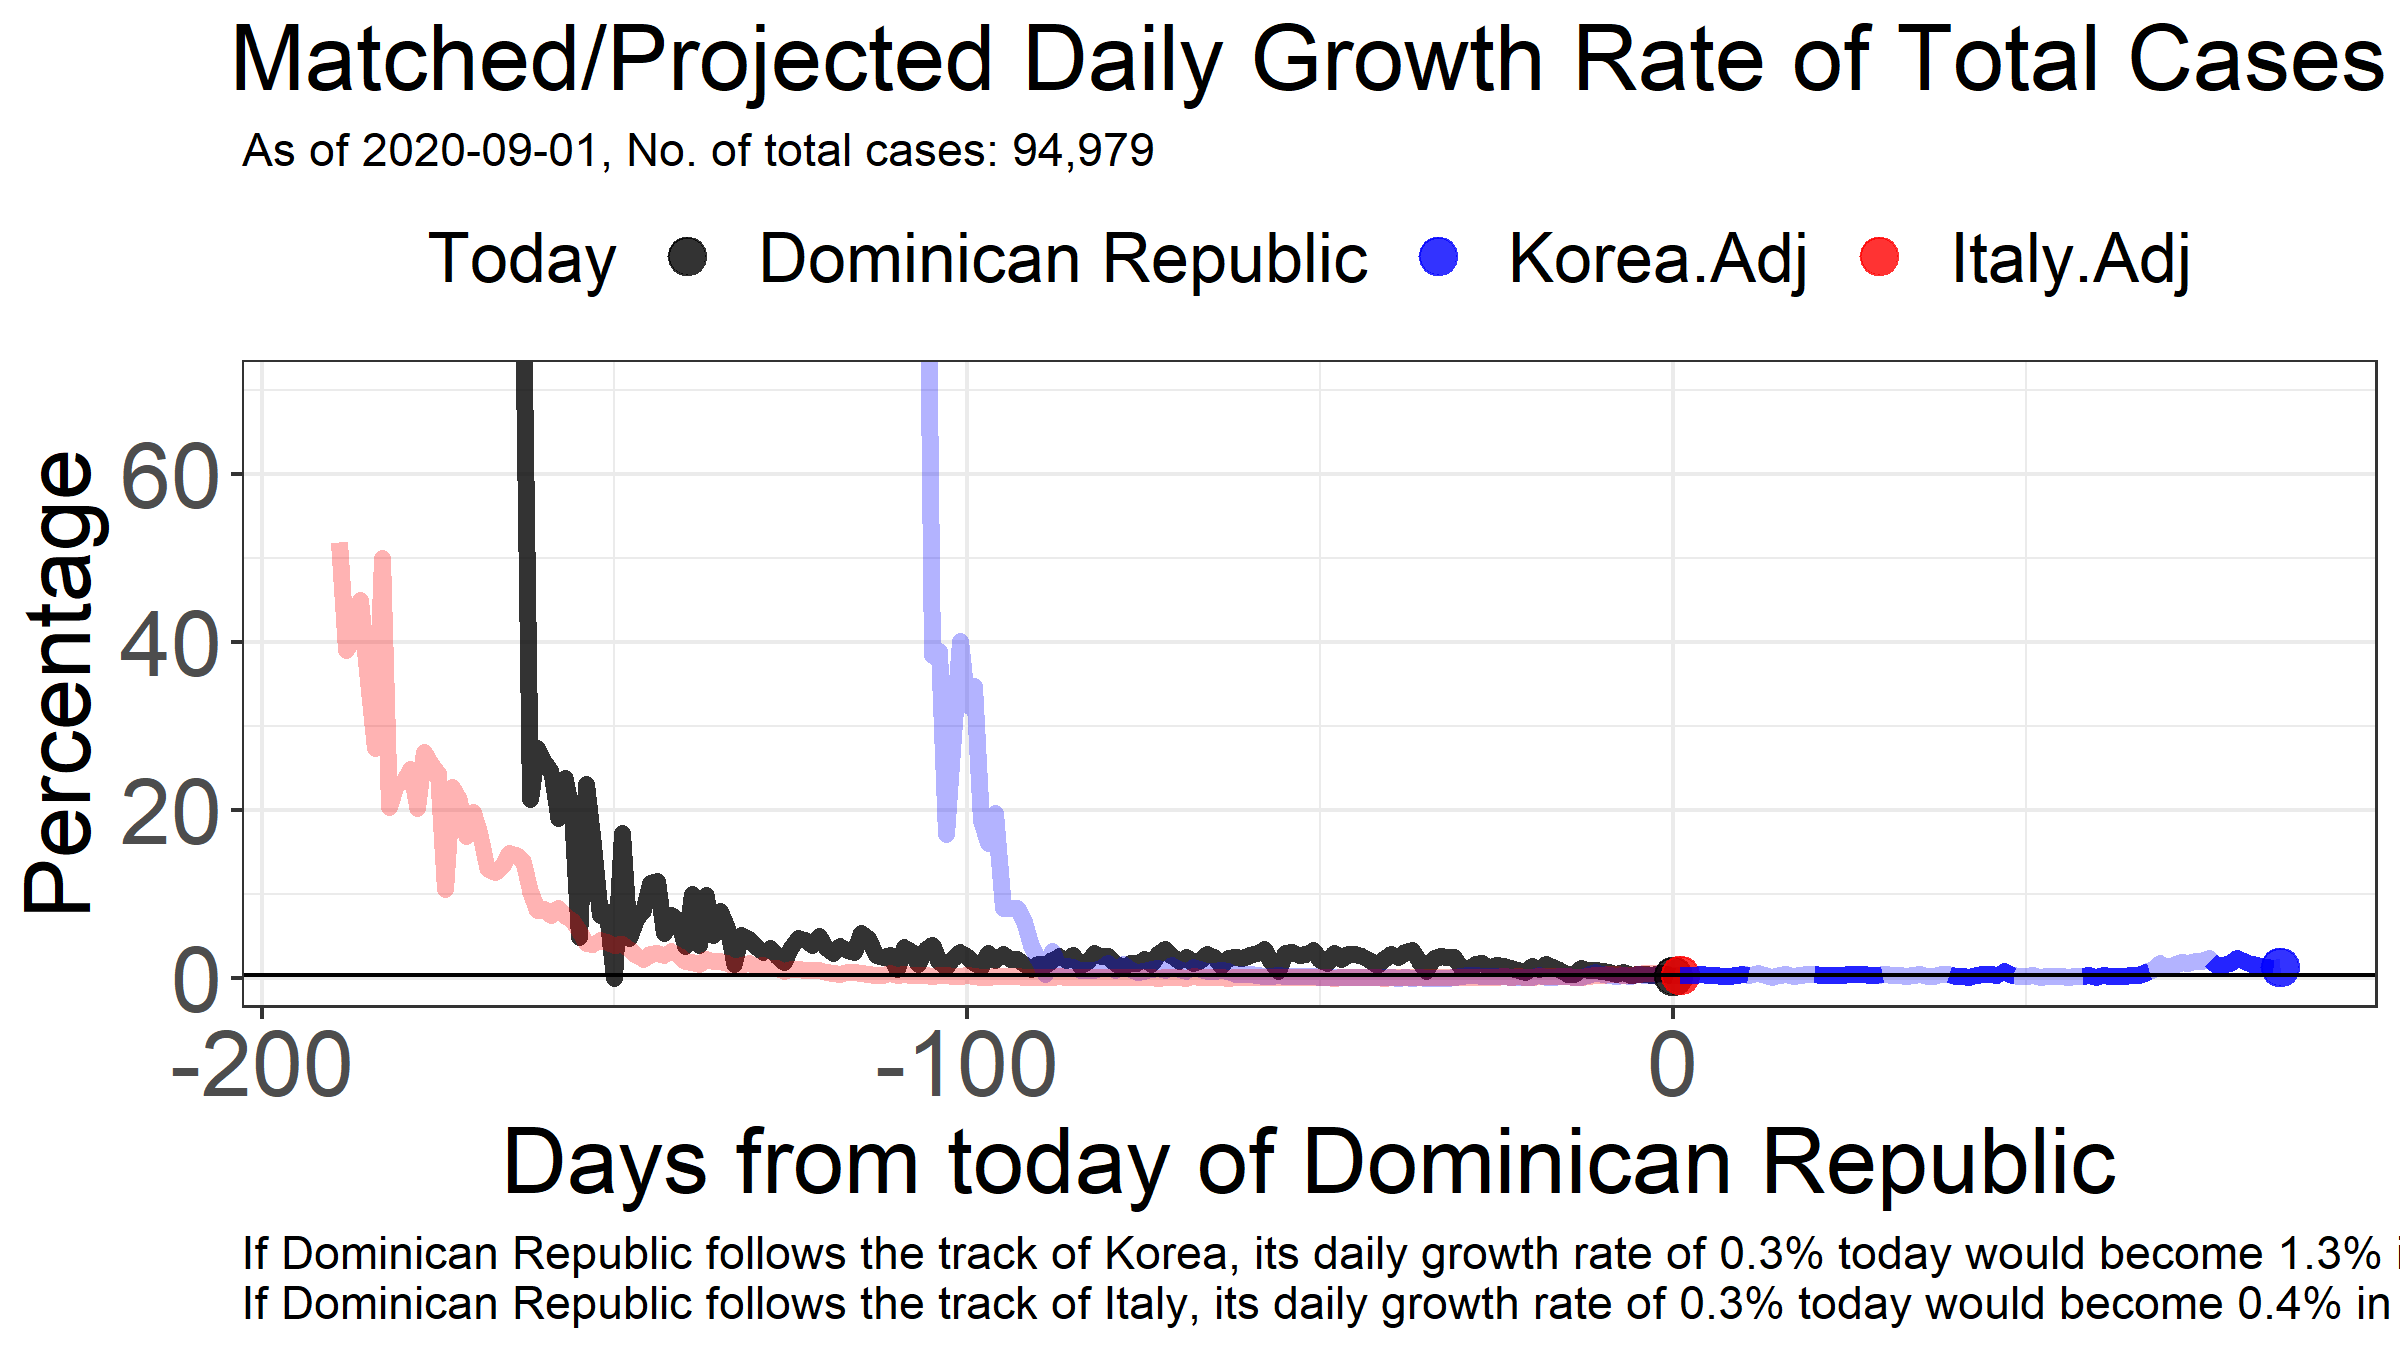 Matched/Projected Daily Growth Rate of Total Cases
As of 2020-09-01, No. of total cases: 94,979
Today Dominican Republic Korea.Adj Italy.Adj
Percentage
60
40
20
0
-200 -100 0
Days from today of Dominican Republic
If Dominican Republic follows the track of Korea, its daily growth rate of 0.3% today would become 1.3% i
If Dominican Republic follows the track of Italy, its daily growth rate of 0.3% today would become 0.4% in